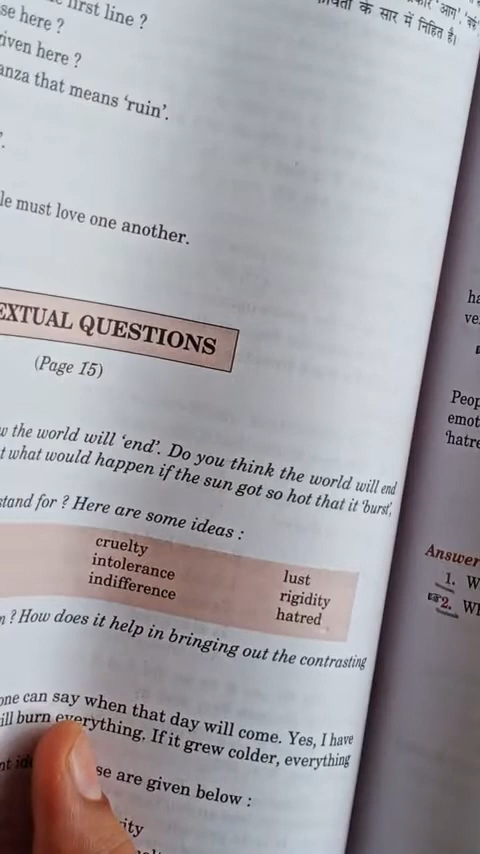 first line ?
se here ?
iven here ?
anza that means 'ruin'.
le must love one another.
EXTUAL QUESTIONS
(Page 15)
w the world will 'end'. Do you think the world will end
t what would happen if the sun got so hot that it 'burst',
stand for ? Here are some ideas :
cruelty lust
intolerance rigidity
indifference hatred
n ? How does it help in bringing out the contrasting
one can say when that day will come. Yes, I have
ill burn everything. If it grew colder, everything
se are given below :
ity
के सार में निहित है।
ha
ve
Peop
emot
'hatre
Answer
1. W
2. Wh